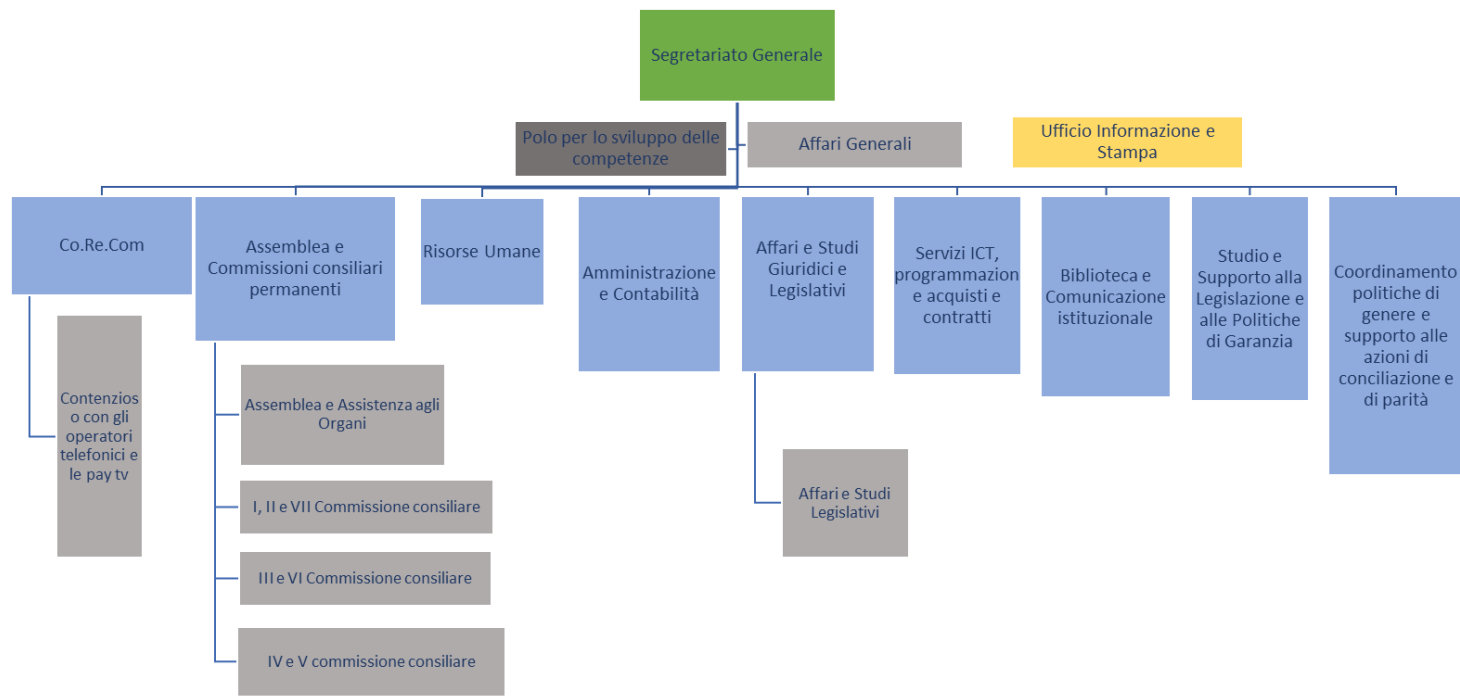 Segretariato Generale
Polo per lo sviluppo delle
competenze
Affari Generali
Ufficio Informazione e
Stampa
Co.Re.Com
Contenzios
o con gli
operatori
telefonici e
le pay tv
Assemblea e
Commissioni consiliari
permanenti
Assemblea e Assistenza agli
Organi
I, II e VII Commissione consiliare
III e VI Commissione consiliare
IV e V commissione consiliare
Risorse Umane
Amministrazione
e Contabilità
Affari e Studi
Giuridici e
Legislativi
Affari e Studi
Legislativi
Servizi ICT,
programmazion
e acquisti e
contratti
Biblioteca e
Comunicazione
istituzionale
Studio e
Supporto alla
Legislazione e
alle Politiche
di Garanzia
Coordinamento
politiche di
genere e
supporto alle
azioni di
conciliazione e
di parità